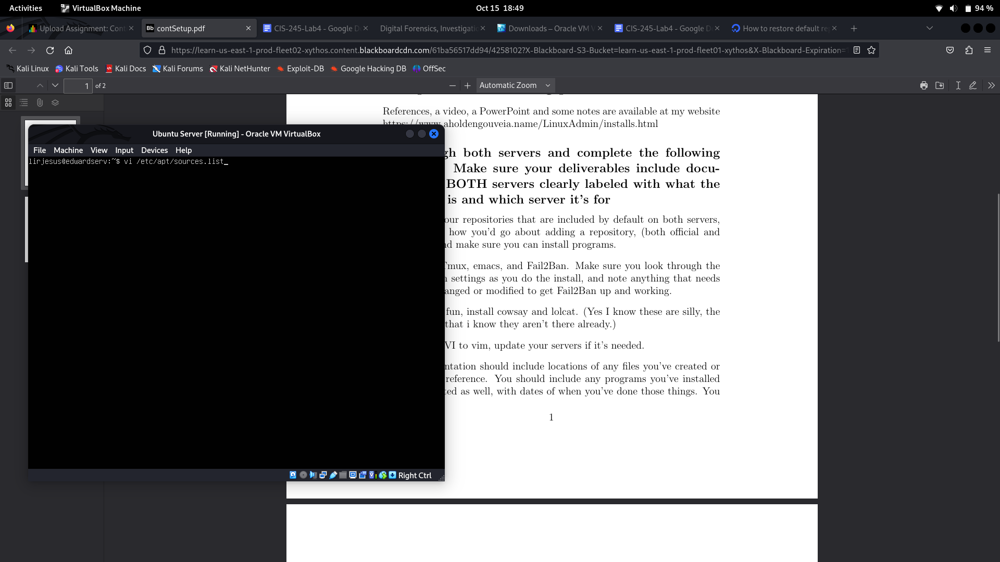 Activities
VirtualBox Machine
Oct 15 18:49
94 %
Upload Assignment: Con
Bb contSetup.pdf
CIS-245-Lab4 - Google D
Digital Forensics, Investigatio
Downloads – Oracle VM V
CIS-245-Lab4 - Google D
How to restore default re
https://learn-us-east-1-prod-fleet02-xythos.content.blackboardcdn.com/61ba56517dd94/4258102?X-Blackboard-S3-Bucket=learn-us-east-1-prod-fleet01-xythos&X-Blackboard-Expiration=
Kali Linux
Kali Tools
Kali Docs
Kali Forums
Kali NetHunter
Exploit-DB
Google Hacking DB
OffSec
1 of 2
Automatic Zoom
References, a video, a PowerPoint and some notes are available at my website
https://www.aholdengouveia.name/LinuxAdmin/installs.html
Ubuntu Server [Running] - Oracle VM VirtualBox
File Machine View Input Devices Help
lirjesus@edwardserv:~$ vi /etc/apt/sources.list_
gh both servers and complete the following
Make sure your deliverables include docu-
BOTH servers clearly labeled with what the
is and which server it's for
our repositories that are included by default on both servers,
how you'd go about adding a repository, (both official and
nd make sure you can install programs.
Tmux, emacs, and Fail2Ban. Make sure you look through the
n settings as you do the install, and note anything that needs
anged or modified to get Fail2Ban up and working.
fun, install cowsay and lolcat. (Yes I know these are silly, the
that i know they aren't there already.)
VI to vim, update your servers if it's needed.
ntation should include locations of any files you've created or
reference. You should include any programs you've installed
ted as well, with dates of when you've done those things. You
1
Right Ctrl